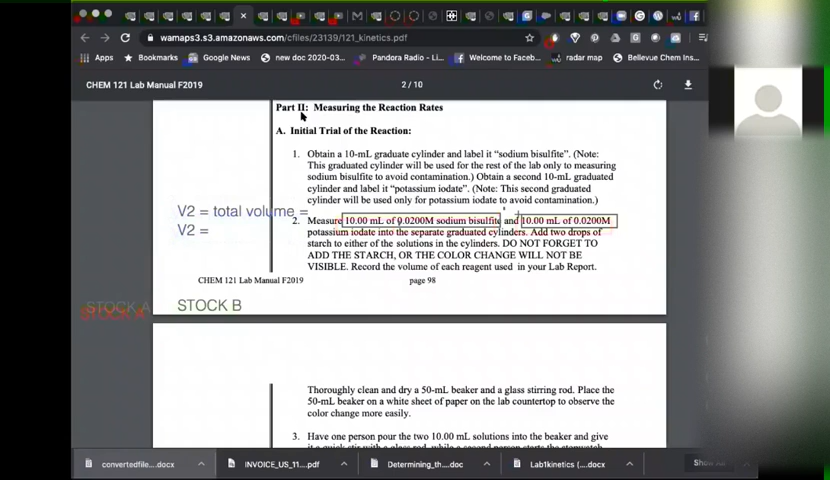 wamaps3.s3.amazonaws.com/cfiles/23139/121_kinetics.pdf
Apps Bookmarks Google News new doc 2020-03... Pandora Radio - Li... Welcome to Faceb... radar map Bellevue Chem Ins...
CHEM 121 Lab Manual F2019 2 / 10
Part II: Measuring the Reaction Rates
A. Initial Trial of the Reaction:
1. Obtain a 10-mL graduate cylinder and label it “sodium bisulfite”. (Note:
This graduated cylinder will be used for the rest of the lab only to measuring
sodium bisulfite to avoid contamination.) Obtain a second 10-mL graduated
cylinder and label it “potassium iodate”. (Note: This second graduated
cylinder will be used only for potassium iodate to avoid contamination.)
V2 = total volume =
2. Measure 10.00 mL of 0.0200M sodium bisulfite and 10.00 mL of 0.0200M
V2 =
potassium iodate into the separate graduated cylinders. Add two drops of
starch to either of the solutions in the cylinders. DO NOT FORGET TO
ADD THE STARCH, OR THE COLOR CHANGE WILL NOT BE
VISIBLE. Record the volume of each reagent used in your Lab Report.
CHEM 121 Lab Manual F2019 page 98
STOCK A STOCK B
Thoroughly clean and dry a 50-mL beaker and a glass stirring rod. Place the
50-mL beaker on a white sheet of paper on the lab countertop to observe the
color change more easily.
3. Have one person pour the two 10.00 mL solutions into the beaker and give
convertedfile....docx INVOICE_US_11....pdf Determining_th....doc Lab1kinetics (....docx Show All